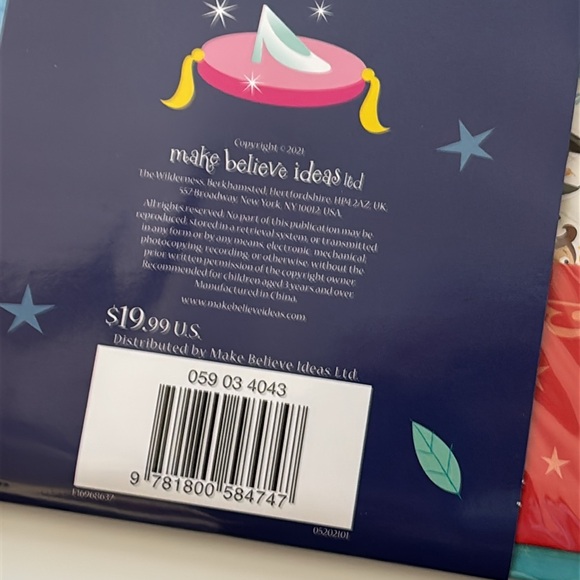 Copyright © 2021
make believe ideas ltd
The Wilderness, Berkhamsted, Hertfordshire, HP4 2AZ, UK.
557 Broadway, New York, NY 10012, USA.
All rights reserved. No part of this publication may be
reproduced, stored in a retrieval system, or transmitted
in any form or by any means, electronic, mechanical,
photocopying, recording, or otherwise, without the
prior written permission of the copyright owner.
Recommended for children aged 3 years and over.
Manufactured in China.
www.makebelieveideas.com
$19.99 U.S.
Distributed by Make Believe Ideas Ltd.
059 03 4043
9 781800 584747
05202101